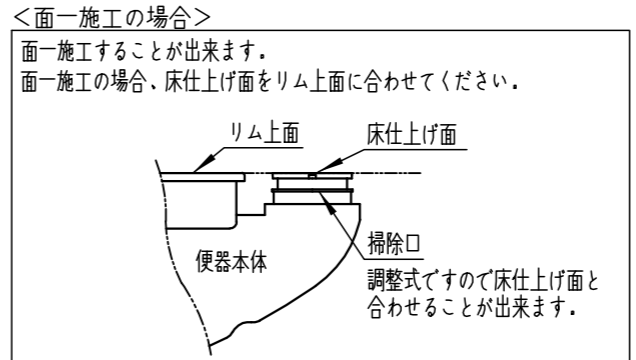 ＜面一施工の場合＞
面一施工することが出来ます.
面一施工の場合、床仕上げ面をリム上面に合わせてください.
リム上面
床仕上げ面
便器本体
掃除口
調整式ですので床仕上げ面と
合わせることが出来ます.